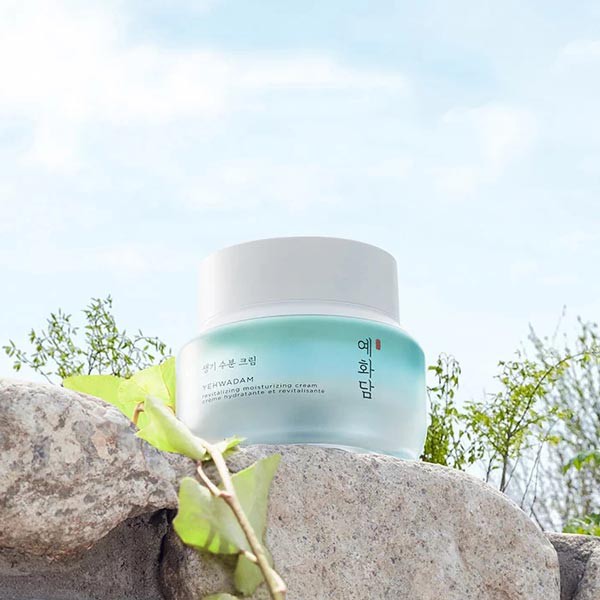 생기 수분 크림
YEHWADAM
revitalizing moisturizing cream
crème hydratante et revitalisante
예화담